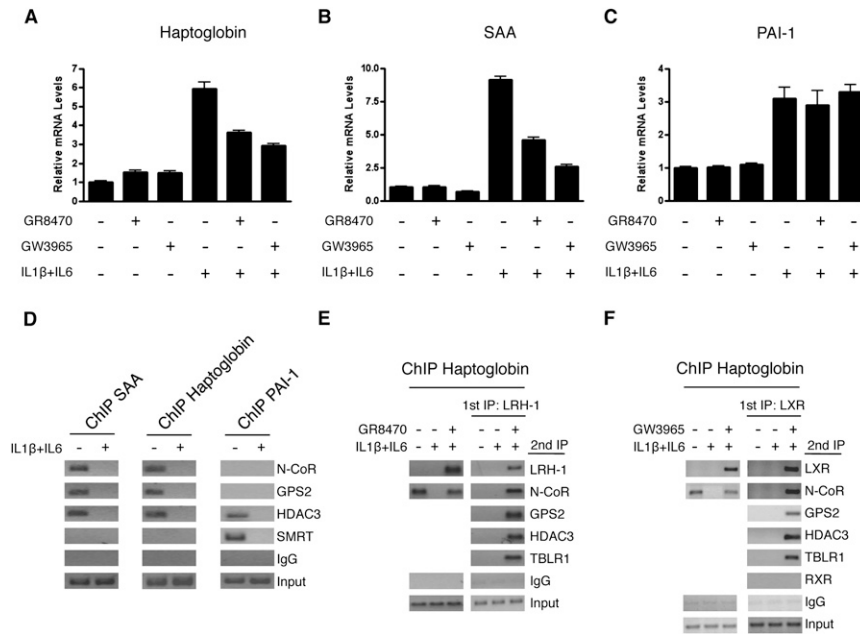 A
Haptoglobin
Relative mRNA Levels
7
6
5
4
3
2
1
0
GR8470 - + - - + -
GW3965 - - + - - +
IL1β+IL6 - - - + + +
B
SAA
Relative mRNA Levels
10.0
7.5
5.0
2.5
0.0
- + - - + -
- - + - - +
- - - + + +
C
PAI-1
Relative mRNA Levels
4
3
2
1
0
GR8470 - + - - + -
GW3965 - - + - - +
IL1β+IL6 - - - + + +
D
ChIP SAA
ChIP Haptoglobin
ChIP PAI-1
IL1β+IL6 - + - + - +
N-CoR
GPS2
HDAC3
SMRT
IgG
Input
E
ChIP Haptoglobin
1st IP: LRH-1
GR8470 - - + - - +
IL1β+IL6 - + + - + + 2nd IP
LRH-1
N-CoR
GPS2
HDAC3
TBLR1
IgG
Input
F
ChIP Haptoglobin
1st IP: LXR
GW3965 - - + - - +
IL1β+IL6 - + + - + + 2nd IP
LXR
N-CoR
GPS2
HDAC3
TBLR1
RXR
IgG
Input